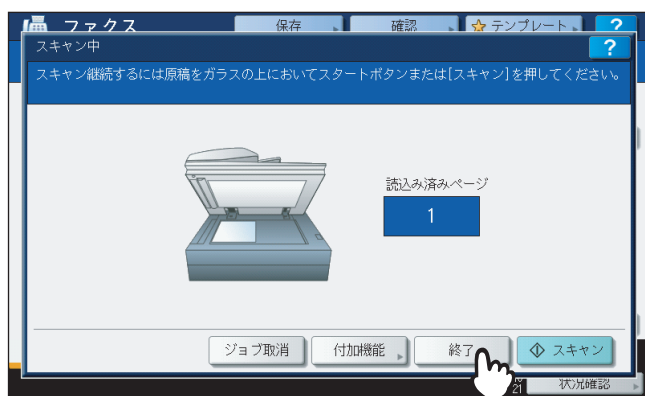 ファクス 保存 確認 テンプレート ?
スキャン中 ?
スキャン継続するには原稿をガラスの上においてスタートボタンまたは[スキャン]を押してください。
読込み済みページ
1
ジョブ取消 付加機能 終了 スキャン
21 状況確認